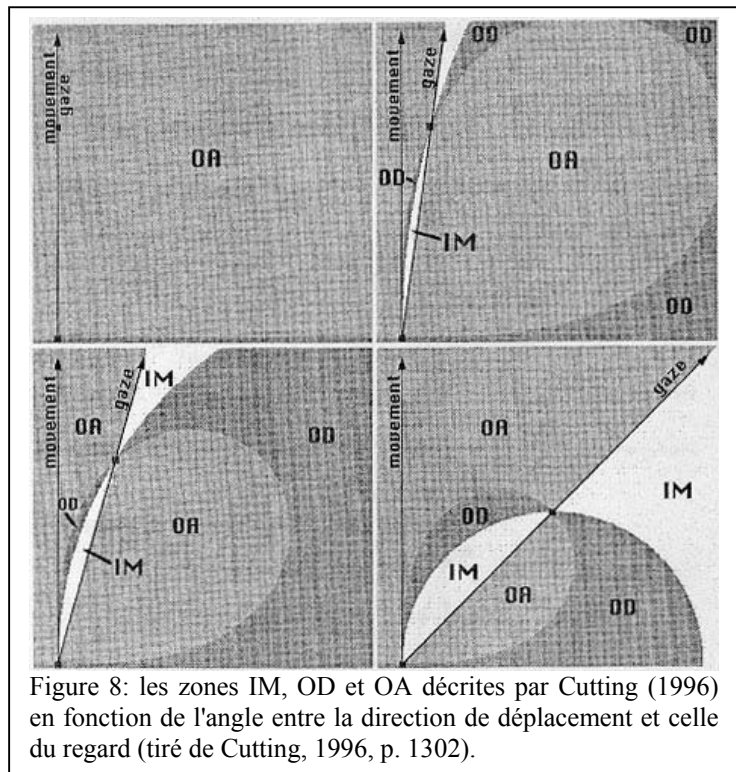 movement
gaze
OA
movement
gaze
OD
OD
OD
OA
IM
OD
movement
gaze
IM
OA
OD
OD
OA
IM
movement
gaze
OA
IM
OD
IM
OA
OD
Figure 8: les zones IM, OD et OA décrites par Cutting (1996)
en fonction de l'angle entre la direction de déplacement et celle
du regard (tiré de Cutting, 1996, p. 1302).